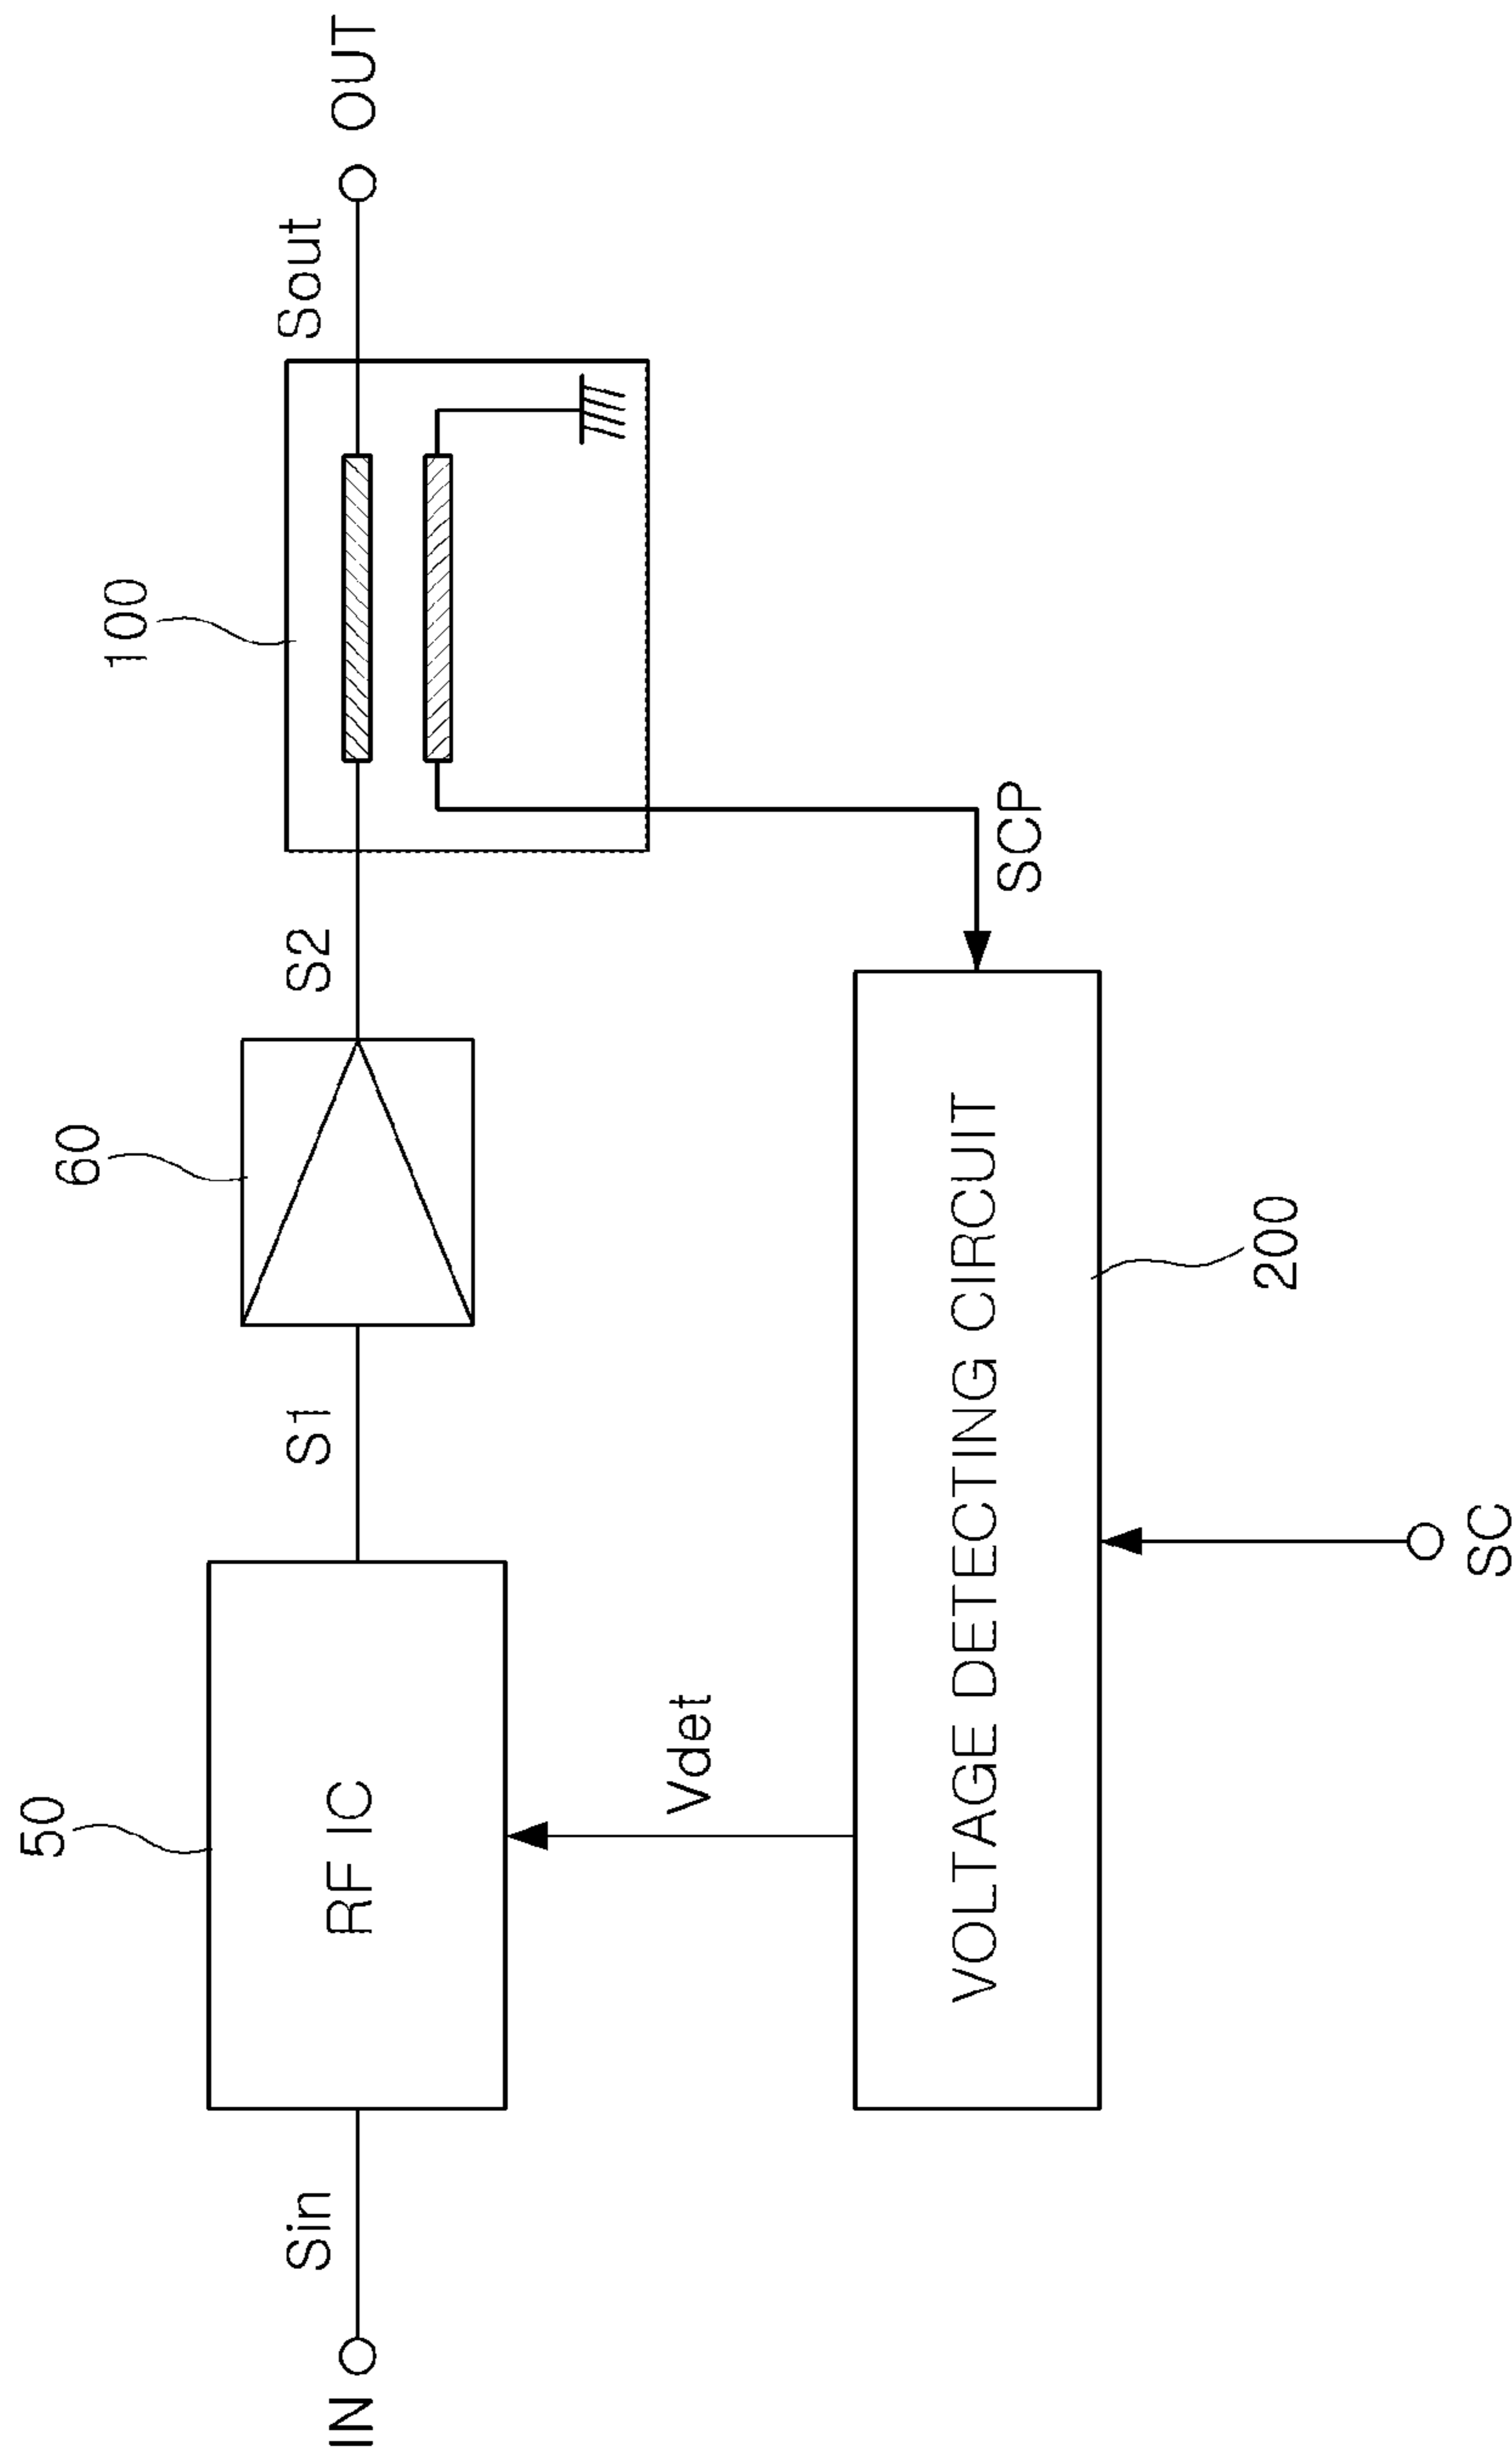 50
60
100
IN
Sin
RF IC
S1
S2
Sout
OUT
Vdet
SCP
VOLTAGE DETECTING CIRCUIT
200
SC